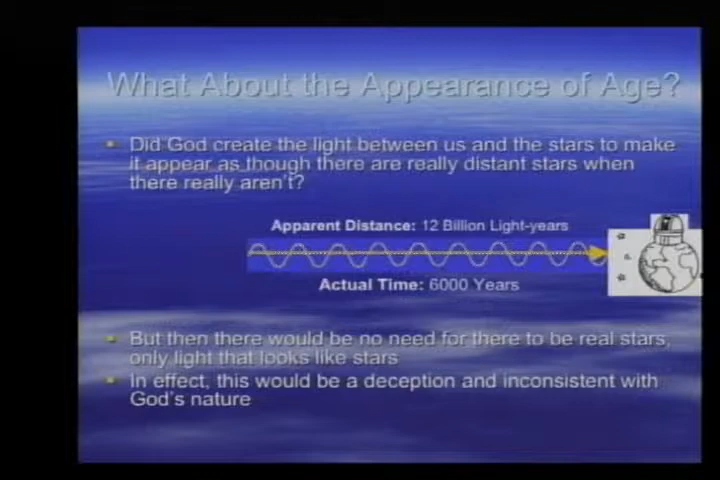 What About the Appearance of Age?
Did God create the light between us and the stars to make
it appear as though there are really distant stars when
there really aren't?
Apparent Distance: 12 Billion Light-years
Actual Time: 6000 Years
But then there would be no need for there to be real stars,
only light that looks like stars
In effect, this would be a deception and inconsistent with
God's nature